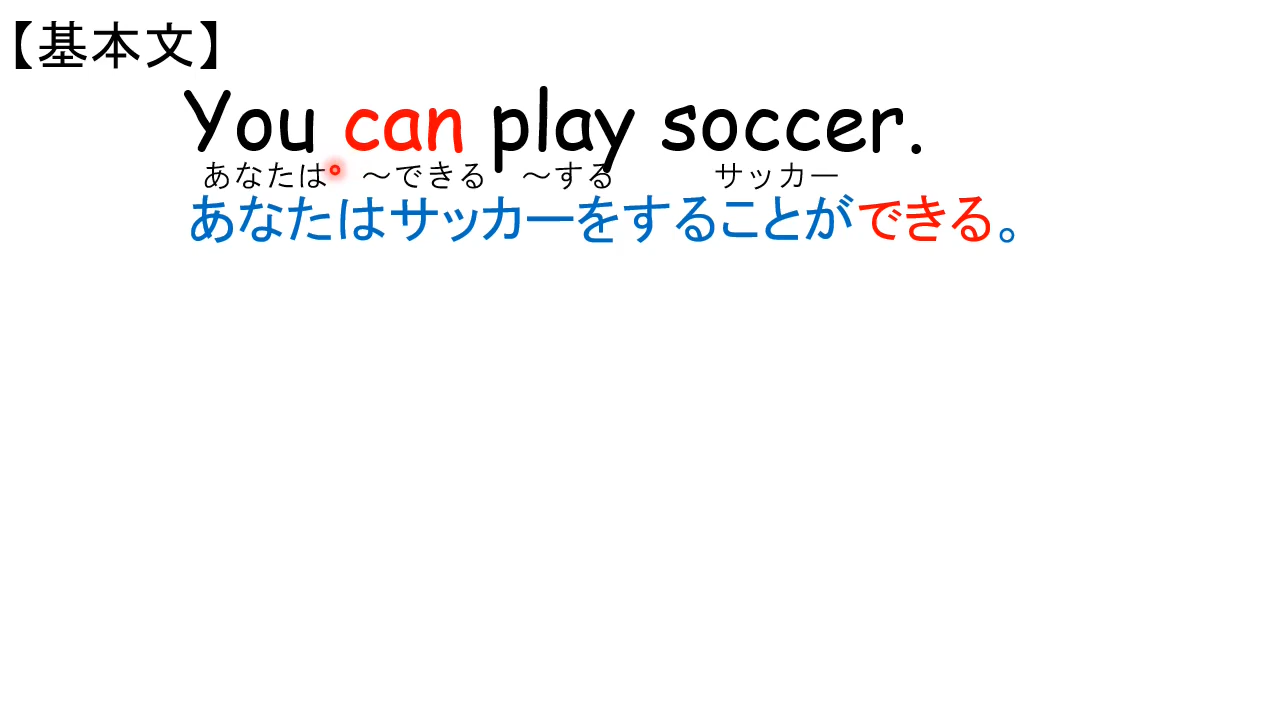 【基本文】
You can play soccer.
あなたは ～できる ～する サッカー
あなたはサッカーをすることができる。